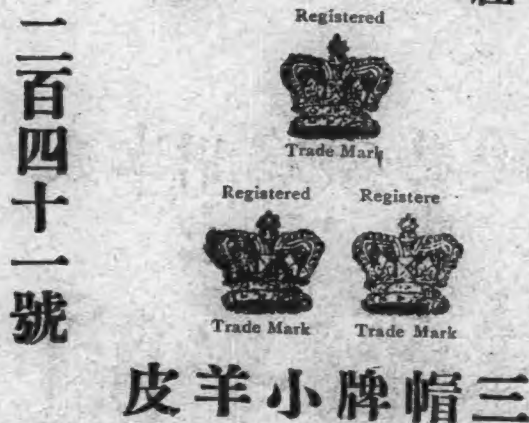 二百四十一號
Registered
Trade Mark
Registered
Trade Mark
Registere
Trade Mark
三帽牌小羊皮